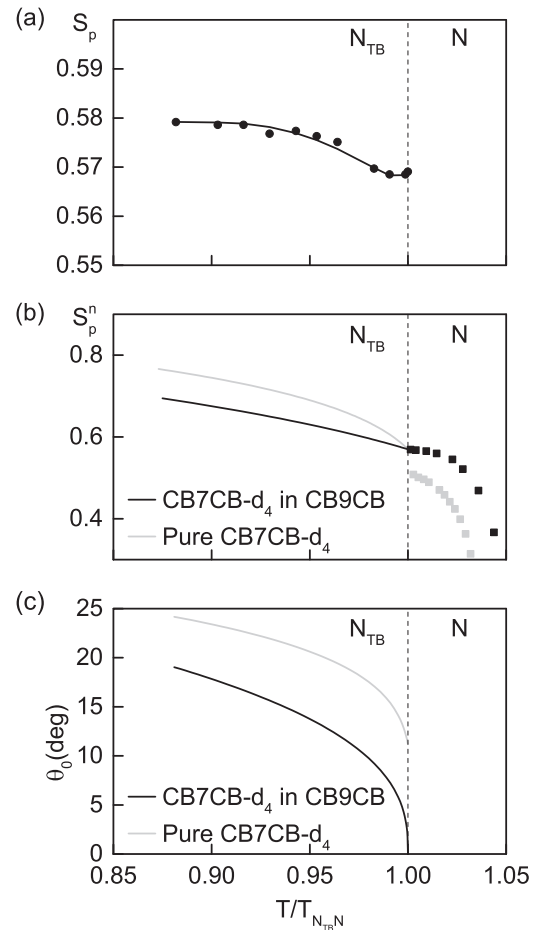 (a)
S_p
0.59
0.58
0.57
0.56
0.55
N_TB
N
(b)
S_p^n
0.8
0.6
0.4
N_TB
N
CB7CB-d₄ in CB9CB
Pure CB7CB-d₄
(c)
θ₀(deg)
25
20
15
10
5
0
N_TB
N
CB7CB-d₄ in CB9CB
Pure CB7CB-d₄
0.85 0.90 0.95 1.00 1.05
T/T_N_TBN